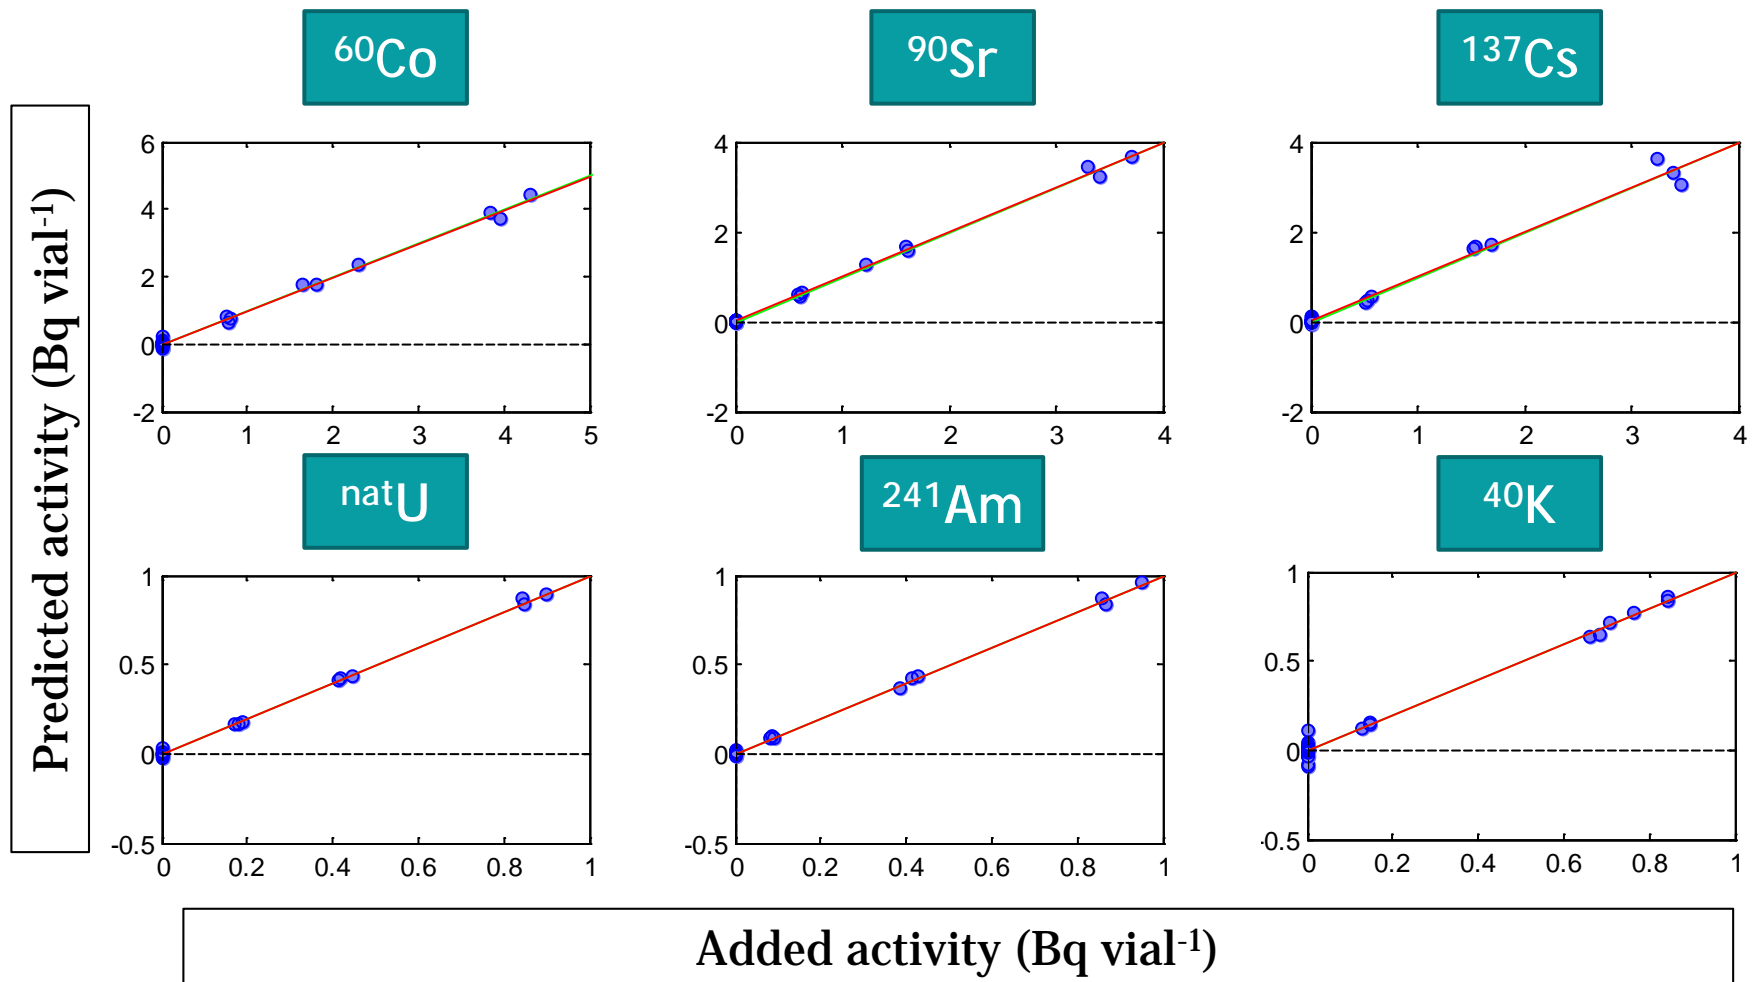 ⁶⁰Co
⁹⁰Sr
¹³⁷Cs
Predicted activity (Bq vial⁻¹)
6
4
2
0
-2
0 1 2 3 4 5
4
2
0
-2
0 1 2 3 4
4
2
0
-2
0 1 2 3 4
ⁿᵃᵗU
²⁴¹Am
⁴⁰K
1
0.5
0
-0.5
0 0.2 0.4 0.6 0.8 1
1
0.5
0
-0.5
0 0.2 0.4 0.6 0.8 1
1
0.5
0
-0.5
0 0.2 0.4 0.6 0.8 1
Added activity (Bq vial⁻¹)